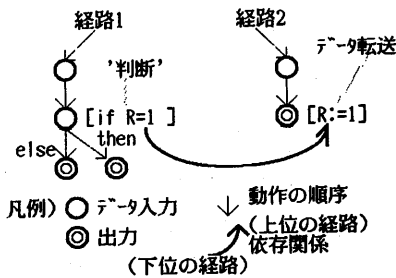 経路1
経路2
'判断'
ﾃﾞｰﾀ転送
[if R=1 ]
[R:=1]
then
else
凡例) ○ ﾃﾞｰﾀ入力
◎ 出力
↓ 動作の順序
(上位の経路)
依存関係
(下位の経路)